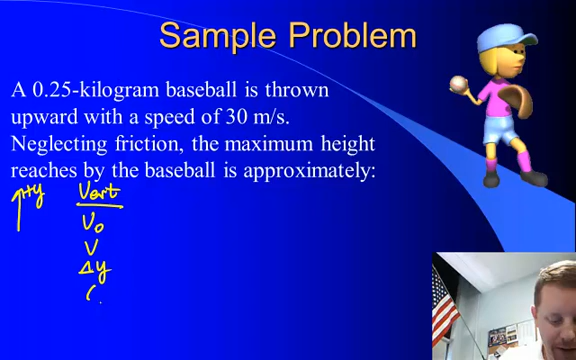 Sample Problem
A 0.25-kilogram baseball is thrown
upward with a speed of 30 m/s.
Neglecting friction, the maximum height
reaches by the baseball is approximately:
+y Vert
V₀
V
Δy